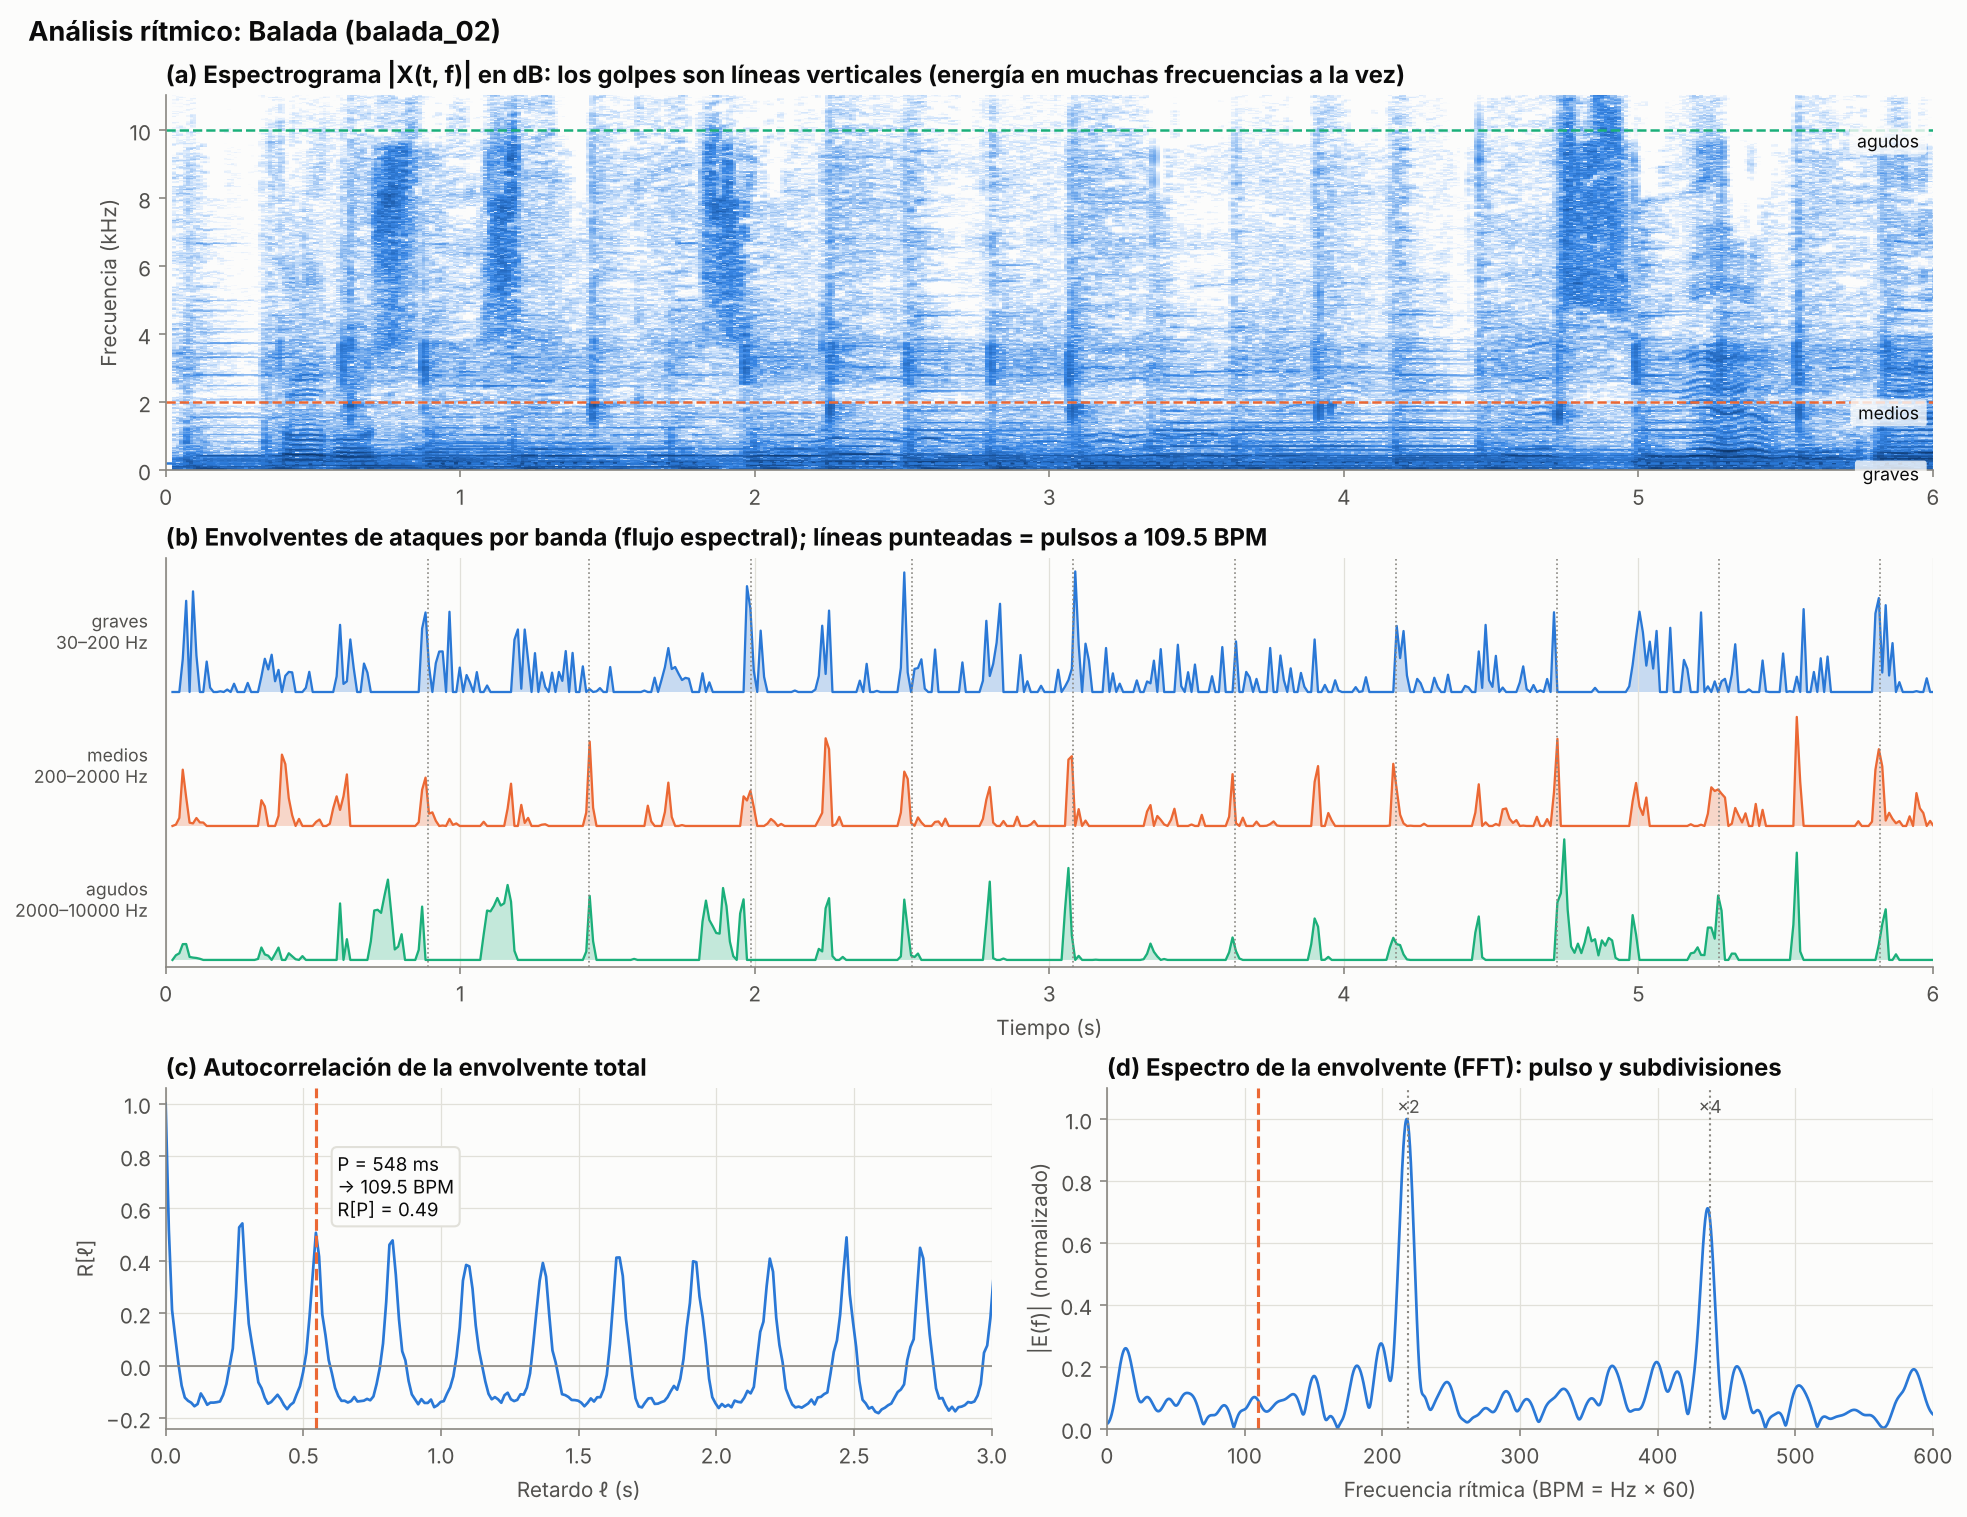 Análisis rítmico: Balada (balada_02)
(a) Espectrograma |X(t, f)| en dB: los golpes son líneas verticales (energía en muchas frecuencias a la vez)
Frecuencia (kHz)
10
8
6
4
2
0
agudos
medios
graves
0 1 2 3 4 5 6
(b) Envolventes de ataques por banda (flujo espectral); líneas punteadas = pulsos a 109.5 BPM
graves
30–200 Hz
medios
200–2000 Hz
agudos
2000–10000 Hz
0 1 2 3 4 5 6
Tiempo (s)
(c) Autocorrelación de la envolvente total
R[ℓ]
1.0
0.8
0.6
0.4
0.2
0.0
−0.2
P = 548 ms
→ 109.5 BPM
R[P] = 0.49
0.0 0.5 1.0 1.5 2.0 2.5 3.0
Retardo ℓ (s)
(d) Espectro de la envolvente (FFT): pulso y subdivisiones
|E(f)| (normalizado)
×2 ×4
1.0
0.8
0.6
0.4
0.2
0.0
0 100 200 300 400 500 600
Frecuencia rítmica (BPM = Hz × 60)